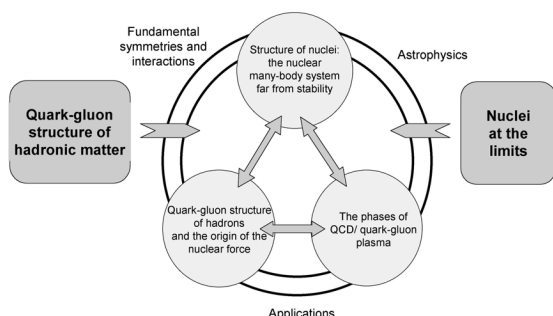 Fundamental
symmetries and
interactions
Structure of nuclei:
the nuclear
many-body system
far from stability
Astrophysics
Quark-gluon
structure of
hadronic matter
Nuclei
at the
limits
Quark-gluon structure
of hadrons
and the origin of the
nuclear force
The phases of
QCD/ quark-gluon
plasma
Applications